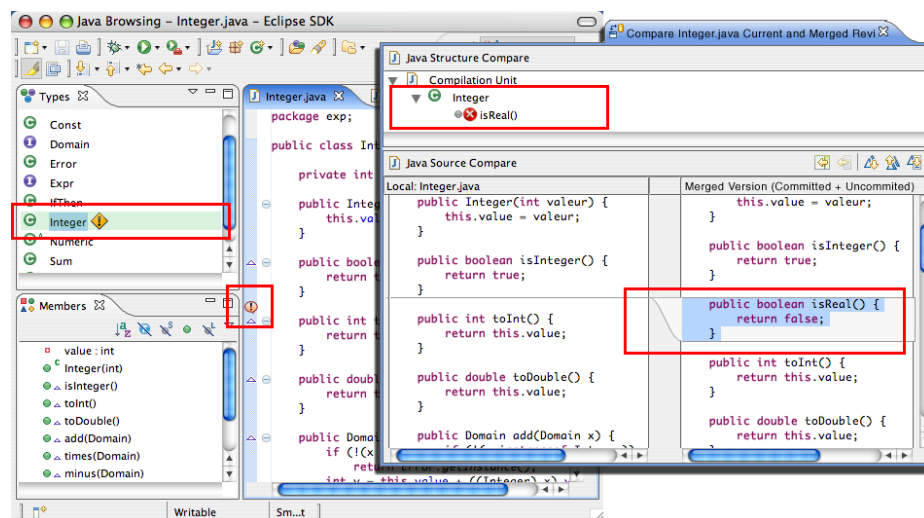 Java Browsing - Integer.java - Eclipse SDK
Types
Const
Domain
Error
Expr
IfThen
Integer
Numeric
Sum
Members
value : int
Integer(int)
isInteger()
toInt()
toDouble()
add(Domain)
times(Domain)
minus(Domain)
Integer.java
package exp;
public class Int
private int
public Integ
this.val
}
public boole
return t
}
public int t
return t
}
public doubl
return t
}
public Domai
if (!(x
return Error.getInstance();
int v = this.value + ((Integer) x)
Writable
Sm...t
Compare Integer.java Current and Merged Revi
Java Structure Compare
Compilation Unit
Integer
isReal()
Java Source Compare
Local: Integer.java
public Integer(int valeur) {
this.value = valeur;
}
public boolean isInteger() {
return true;
}
public int toInt() {
return this.value;
}
public double toDouble() {
return this.value;
}
public Domain add(Domain x) {
Merged Version (Committed + Uncommited)
this.value = valeur;
}
public boolean isInteger() {
return true;
}
public boolean isReal() {
return false;
}
public int toInt() {
return this.value;
}
public double toDouble() {
return this.value;